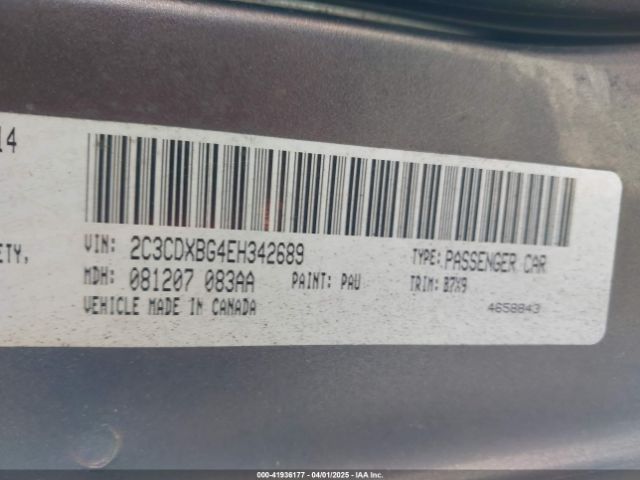 14
ETY,
VIN: 2C3CDXBG4EH342689
TYPE: PASSENGER CAR
MDH: 081207 083AA
PAINT: PAU
TRIM: B7X9
VEHICLE MADE IN CANADA
4658843
000-41936177 - 04/01/2025 - IAA Inc.